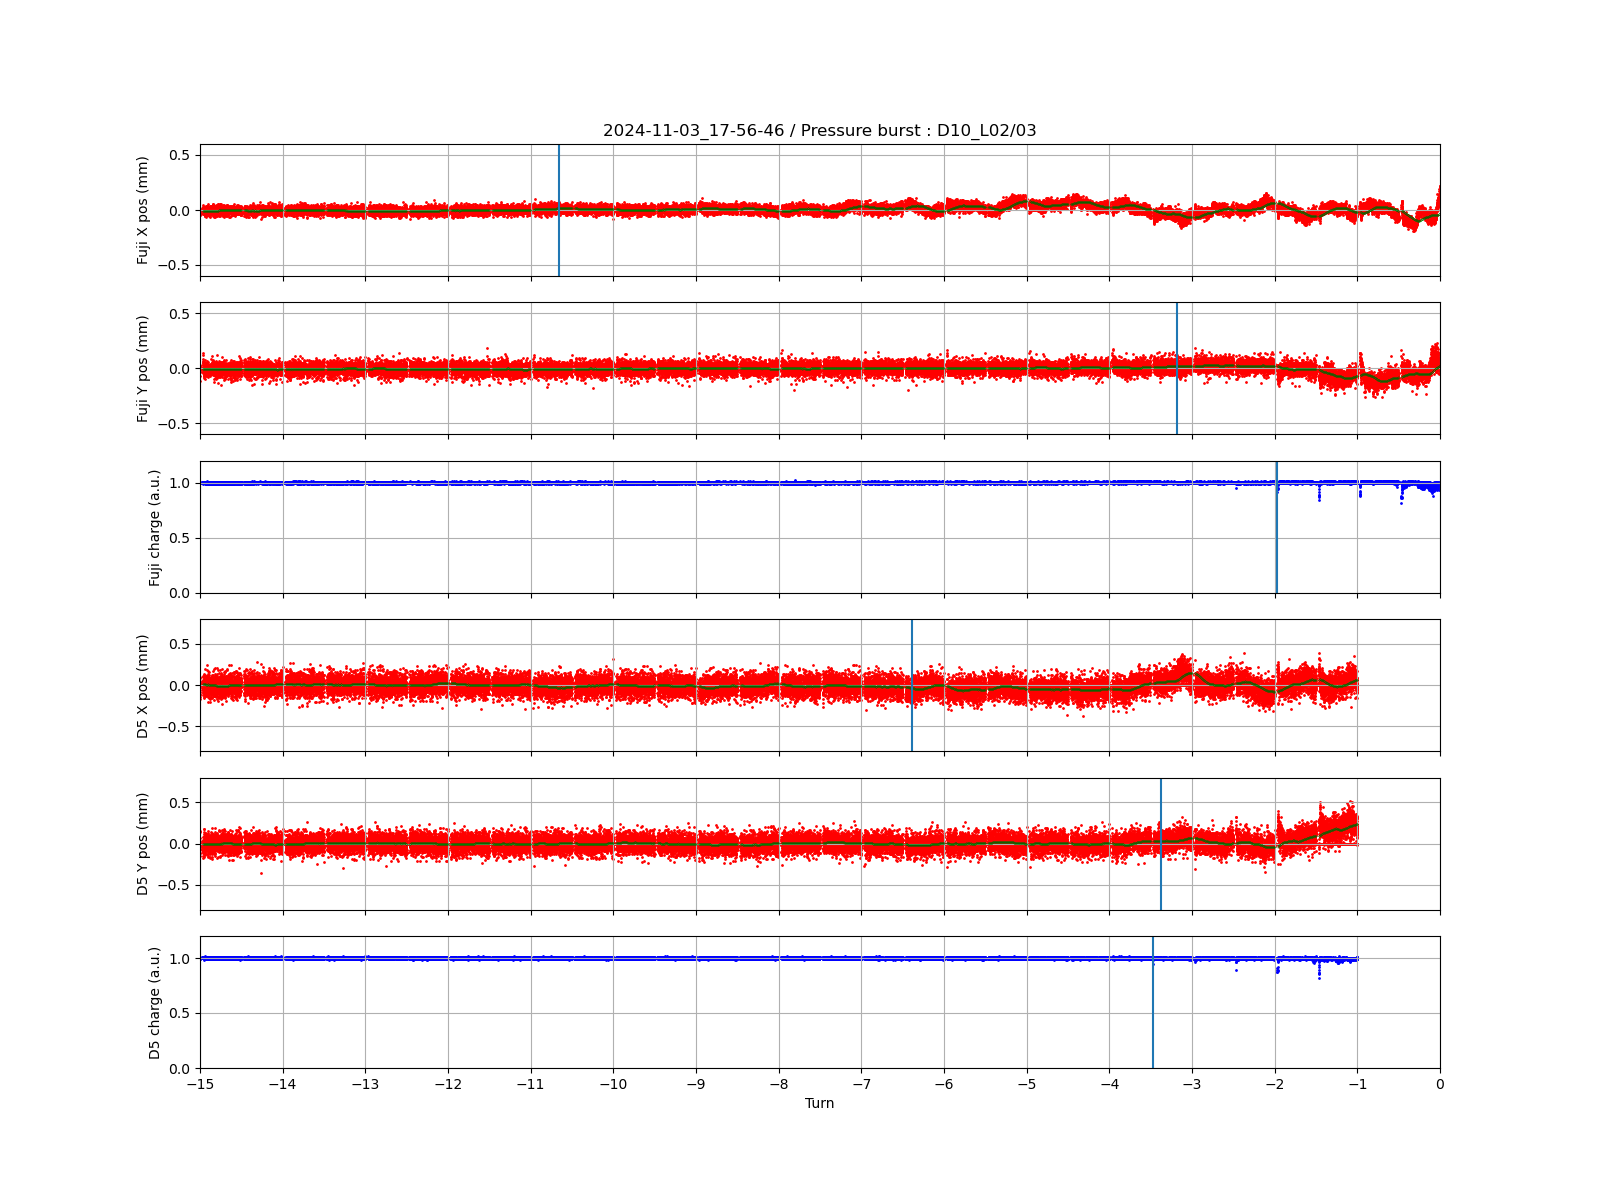 2024-11-03_17-56-46 / Pressure burst : D10_L02/03
Fuji X pos (mm)
0.5
0.0
−0.5
Fuji Y pos (mm)
0.5
0.0
−0.5
Fuji charge (a.u.)
1.0
0.5
0.0
D5 X pos (mm)
0.5
0.0
−0.5
D5 Y pos (mm)
0.5
0.0
−0.5
D5 charge (a.u.)
1.0
0.5
0.0
−15 −14 −13 −12 −11 −10 −9 −8 −7 −6 −5 −4 −3 −2 −1 0
Turn